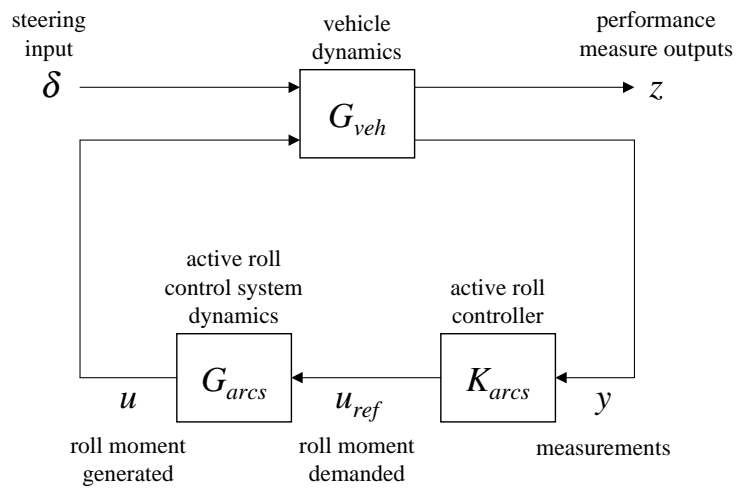 steering
input
δ
vehicle
dynamics
G_veh
performance
measure outputs
z
active roll
control system
dynamics
G_arcs
active roll
controller
K_arcs
u
u_ref
y
roll moment
generated
roll moment
demanded
measurements